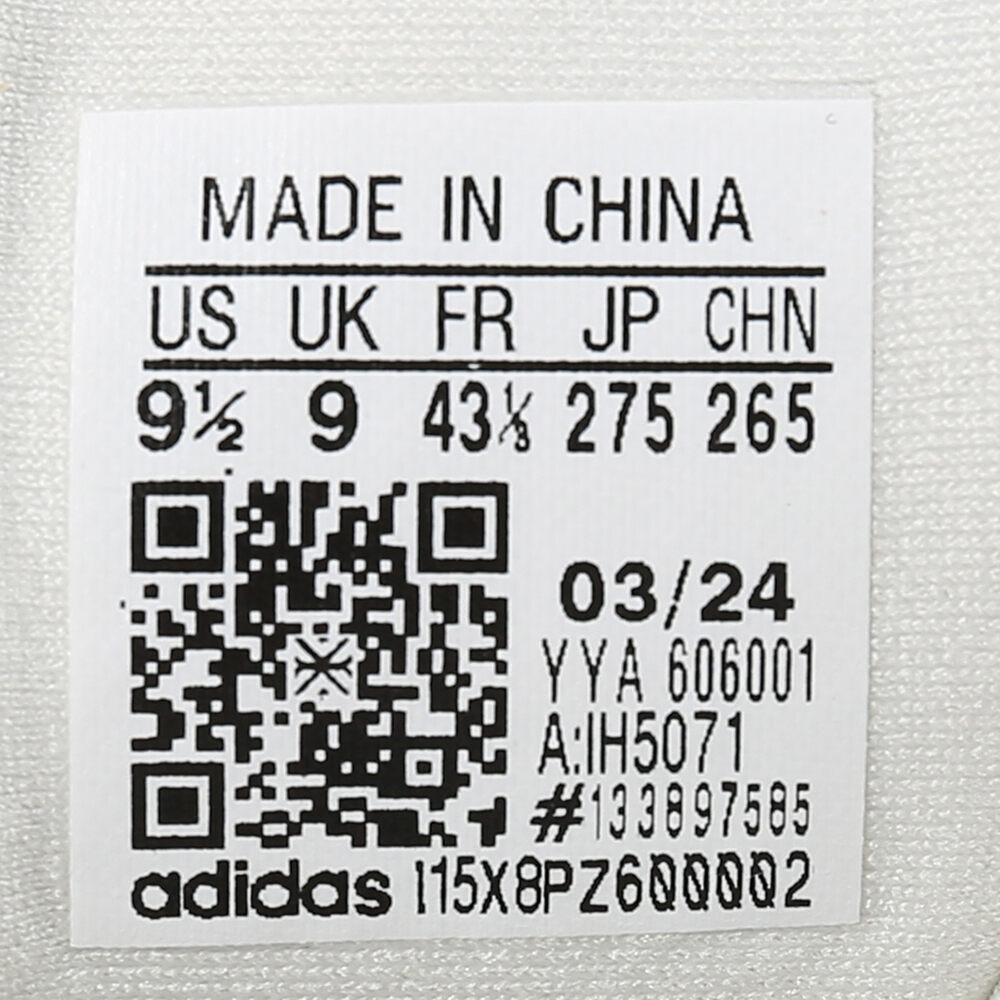 MADE IN CHINA
US UK FR JP CHN
9½ 9 43⅓ 275 265
03/24
YYA 606001
A:IH5071
#133897585
adidas I15X8PZ600002